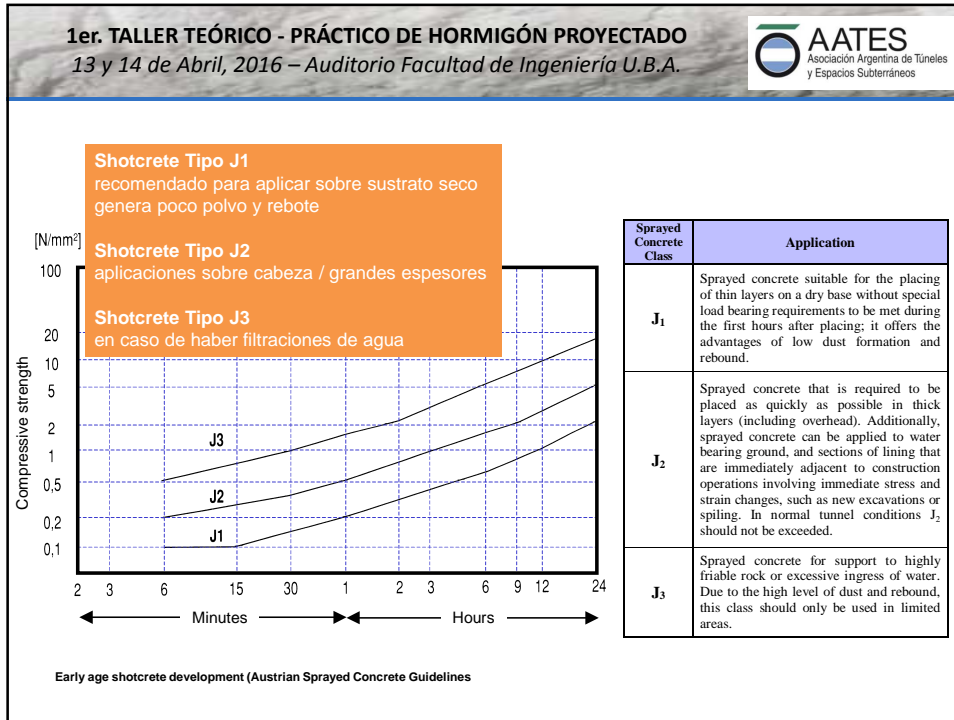 1er. TALLER TEÓRICO - PRÁCTICO DE HORMIGÓN PROYECTADO
13 y 14 de Abril, 2016 – Auditorio Facultad de Ingeniería U.B.A.
AATES
Asociación Argentina de Túneles
y Espacios Subterráneos
Shotcrete Tipo J1
recomendado para aplicar sobre sustrato seco
genera poco polvo y rebote
Shotcrete Tipo J2
aplicaciones sobre cabeza / grandes espesores
Shotcrete Tipo J3
en caso de haber filtraciones de agua
[N/mm²]
100
20
10
5
2
1
0,5
0,2
0,1
Compressive strength
J3
J2
J1
2 3 6 15 30 1 2 3 6 9 12 24
Minutes Hours
Early age shotcrete development (Austrian Sprayed Concrete Guidelines
Sprayed
Concrete
Class
Application
J1
Sprayed concrete suitable for the placing
of thin layers on a dry base without special
load bearing requirements to be met during
the first hours after placing; it offers the
advantages of low dust formation and
rebound.
J2
Sprayed concrete that is required to be
placed as quickly as possible in thick
layers (including overhead). Additionally,
sprayed concrete can be applied to water
bearing ground, and sections of lining that
are immediately adjacent to construction
operations involving immediate stress and
strain changes, such as new excavations or
spiling. In normal tunnel conditions J2
should not be exceeded.
J3
Sprayed concrete for support to highly
friable rock or excessive ingress of water.
Due to the high level of dust and rebound,
this class should only be used in limited
areas.